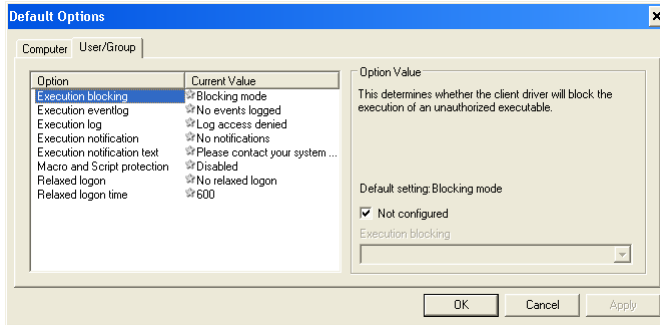 Default Options
Computer User/Group
Option Current Value
Execution blocking Blocking mode
Execution eventlog No events logged
Execution log Log access denied
Execution notification No notifications
Execution notification text Please contact your system ...
Macro and Script protection Disabled
Relaxed logon No relaxed logon
Relaxed logon time 600
Option Value
This determines whether the client driver will block the
execution of an unauthorized executable.
Default setting:Blocking mode
Not configured
Execution blocking
OK Cancel Apply